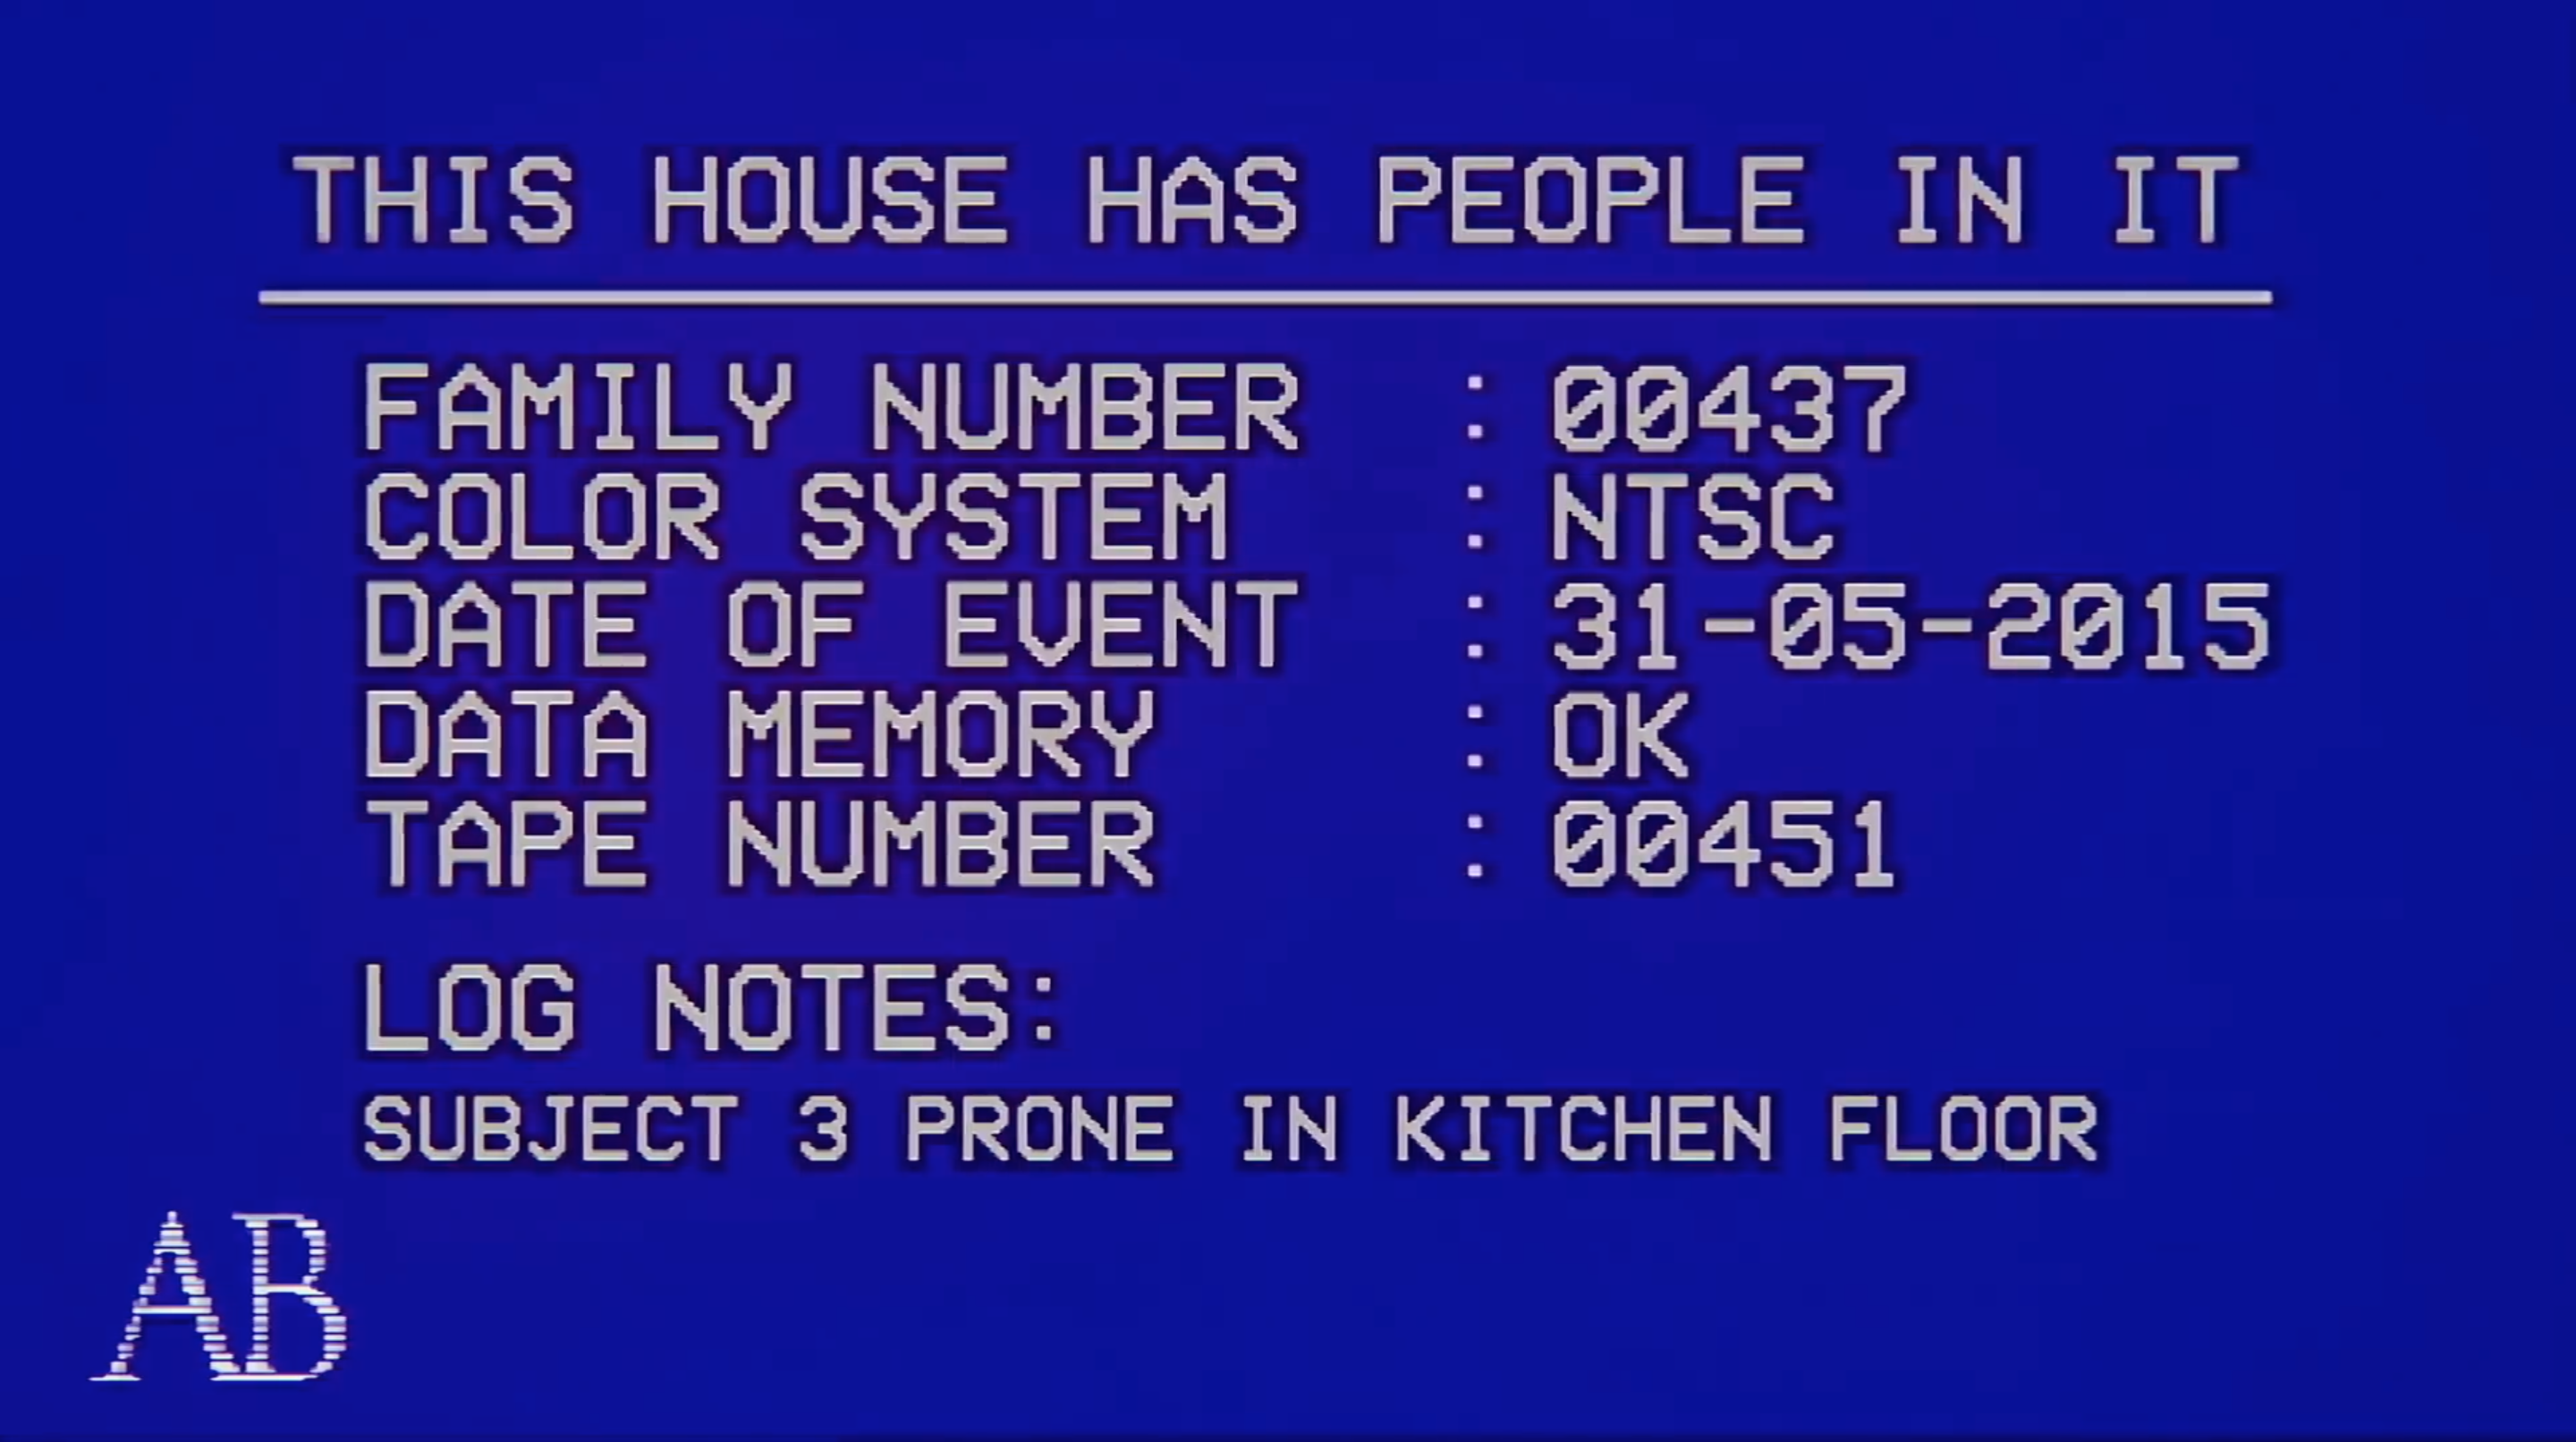 THIS HOUSE HAS PEOPLE IN IT
FAMILY NUMBER : 00437
COLOR SYSTEM : NTSC
DATE OF EVENT : 31-05-2015
DATA MEMORY : OK
TAPE NUMBER : 00451
LOG NOTES:
SUBJECT 3 PRONE IN KITCHEN FLOOR
AB